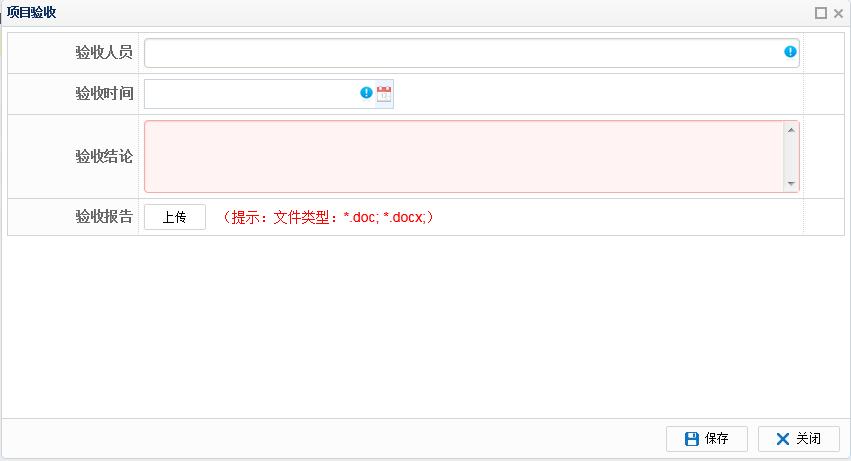 项目验收
验收人员
验收时间
验收结论
验收报告 上传 （提示：文件类型：*.doc; *.docx;）
保存 关闭